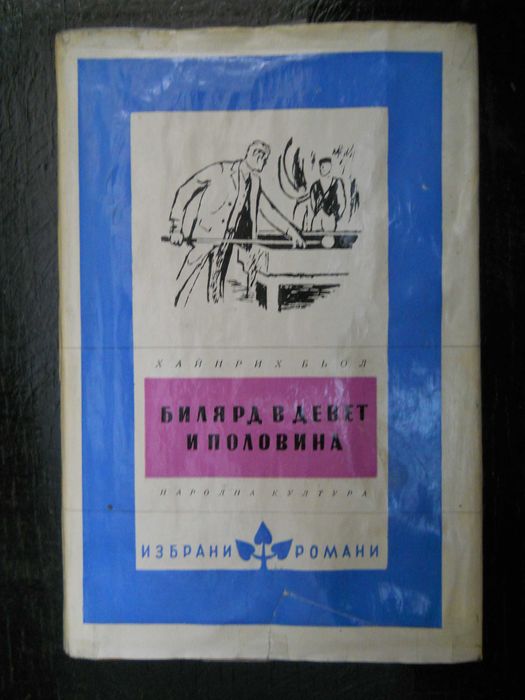 ХАЙНРИХ БЬОЛ
БИЛЯРД В ДЕВЕТ
И ПОЛОВИНА
НАРОДНА КУЛТУРА
ИЗБРАНИ РОМАНИ